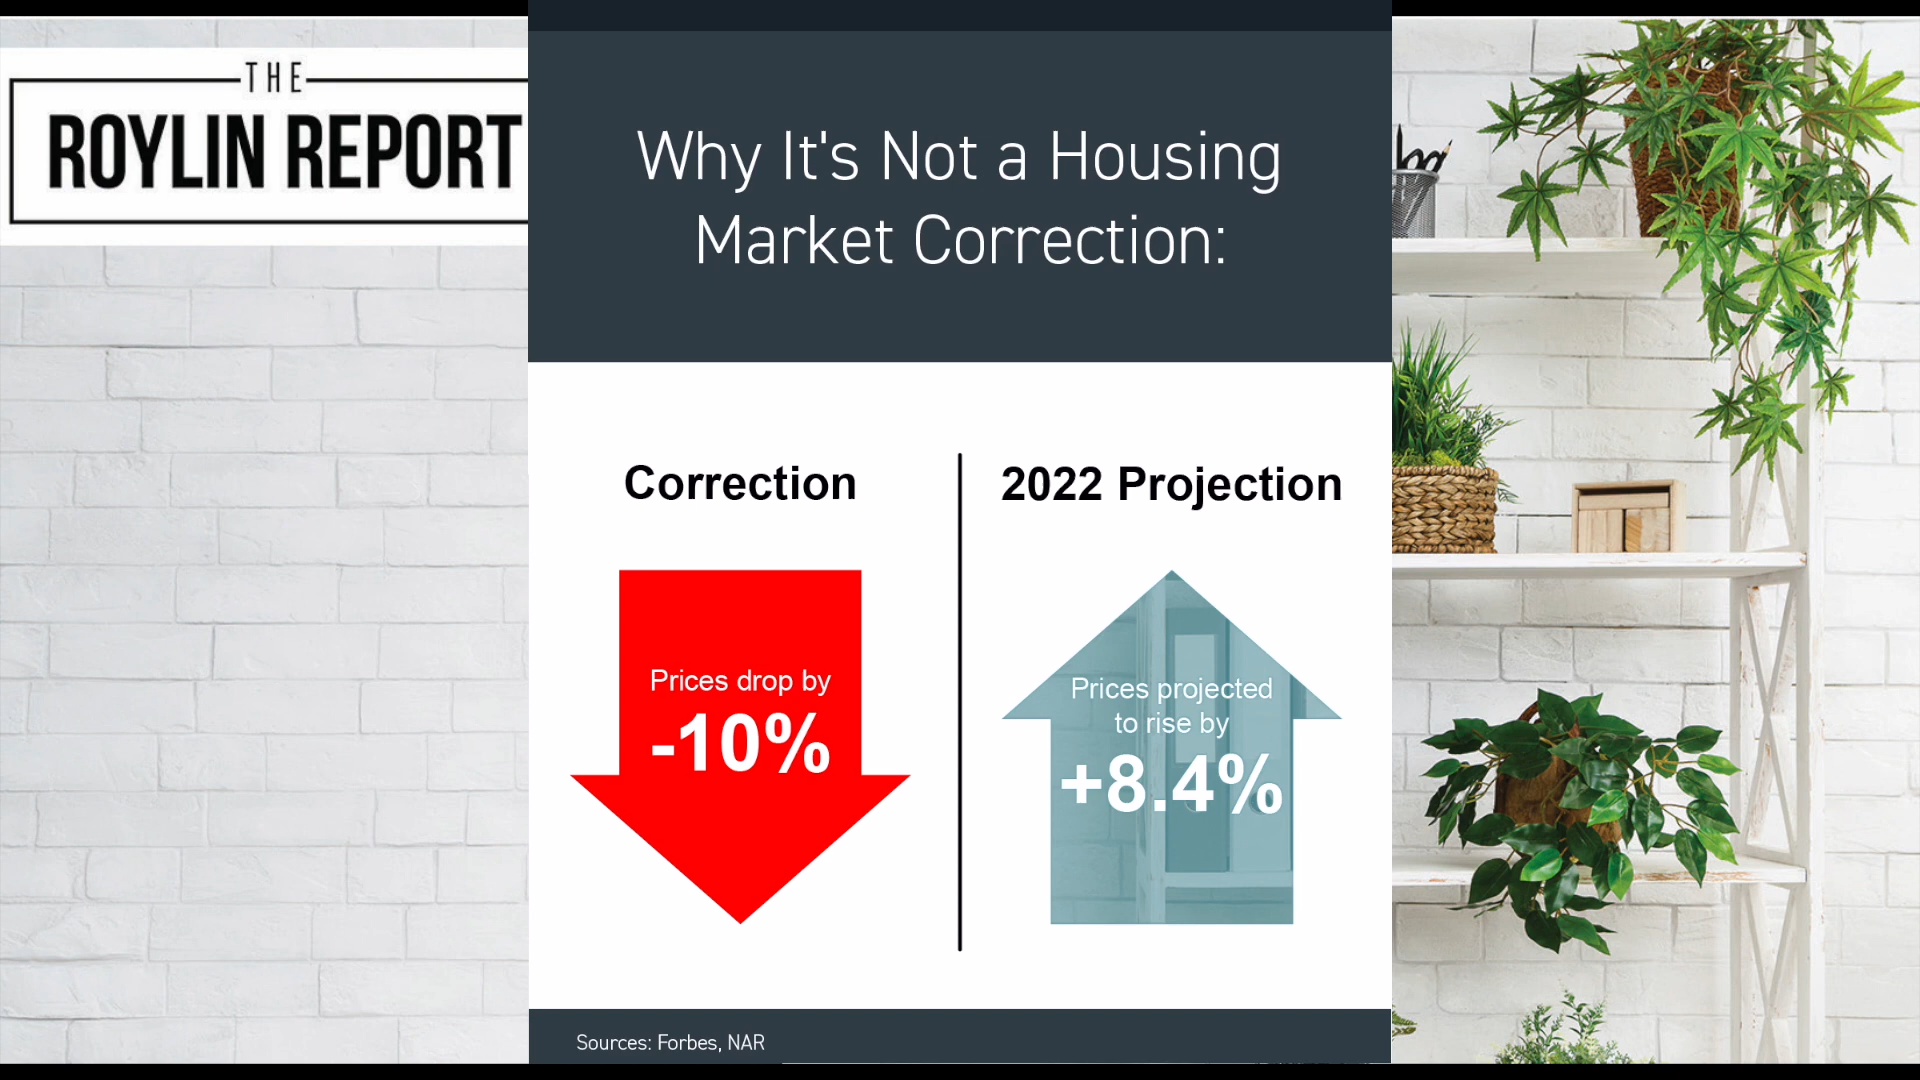 THE
ROYLIN REPORT
Why It's Not a Housing
Market Correction:
Correction
Prices drop by
-10%
2022 Projection
Prices projected
to rise by
+8.4%
Sources: Forbes, NAR